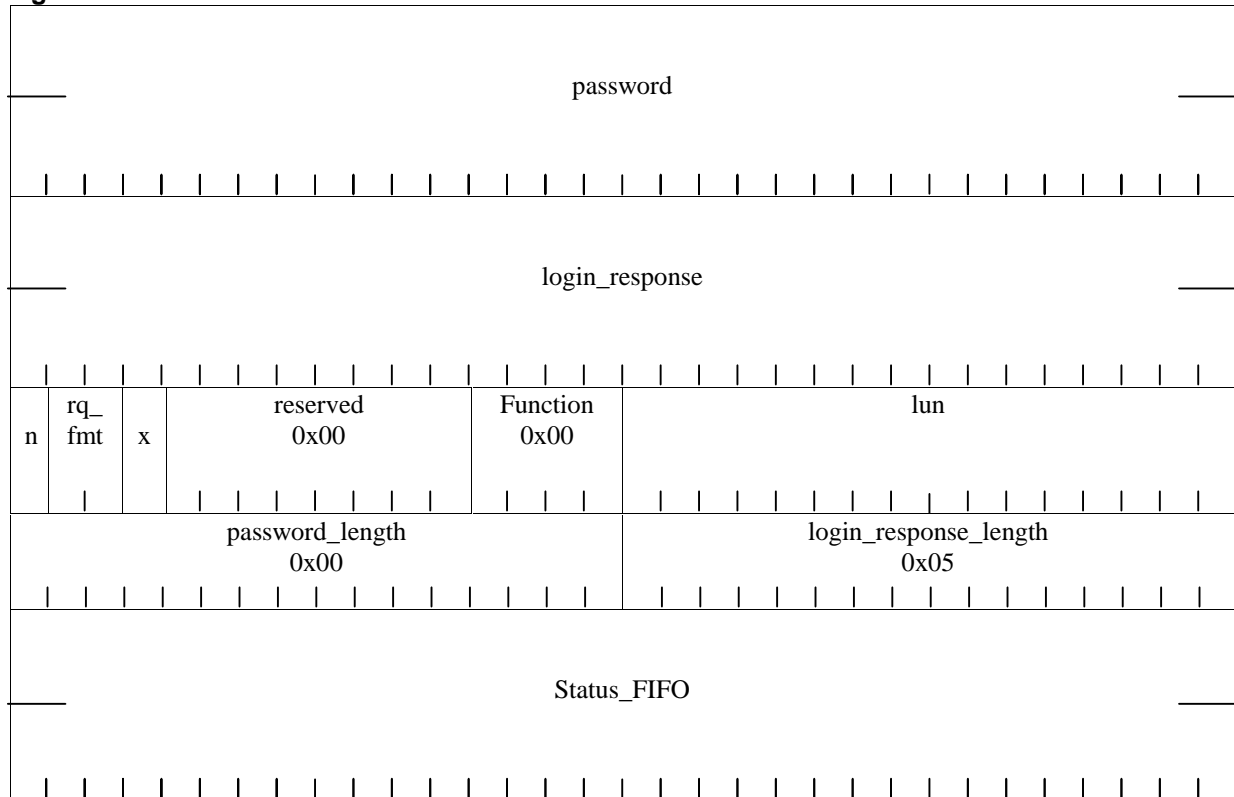 password
login_response
n
rq_
fmt
x
reserved
0x00
Function
0x00
lun
password_length
0x00
login_response_length
0x05
Status_FIFO